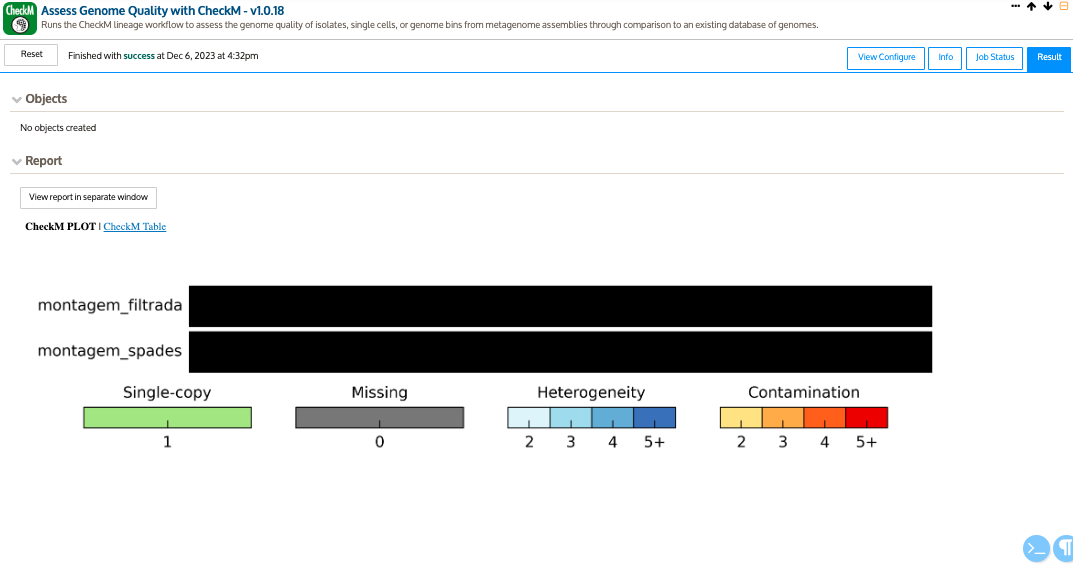 CheckM
Assess Genome Quality with CheckM - v1.0.18
Runs the CheckM lineage workflow to assess the genome quality of isolates, single cells, or genome bins from metagenome assemblies through comparison to an existing database of genomes.
Reset
Finished with success at Dec 6, 2023 at 4:32pm
View Configure
Info
Job Status
Result
Objects
No objects created
Report
View report in separate window
CheckM PLOT | CheckM Table
montagem_filtrada
montagem_spades
Single-copy Missing Heterogeneity Contamination
1 0 2 3 4 5+ 2 3 4 5+